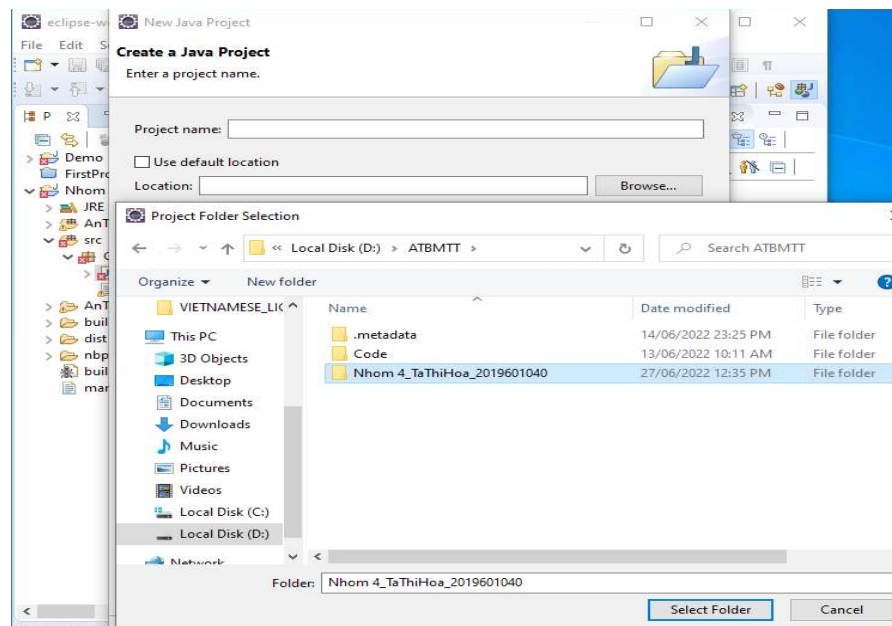 eclipse-w
New Java Project
File Edit S
Create a Java Project
Enter a project name.
P
Project name:
Use default location
Location:
Browse...
Demo
FirstPro
Nhom
JRE
AnT
src
AnT
buil
dist
nbp
buil
mar
Project Folder Selection
« Local Disk (D:) > ATBMTT >
Search ATBMTT
Organize
New folder
VIETNAMESE_LI
Name
Date modified
Type
This PC
3D Objects
Desktop
Documents
Downloads
Music
Pictures
Videos
Local Disk (C:)
Local Disk (D:)
Network
.metadata 14/06/2022 23:25 PM File folder
Code 13/06/2022 10:11 AM File folder
Nhom 4_TaThiHoa_2019601040 27/06/2022 12:35 PM File folder
Folder: Nhom 4_TaThiHoa_2019601040
Select Folder
Cancel